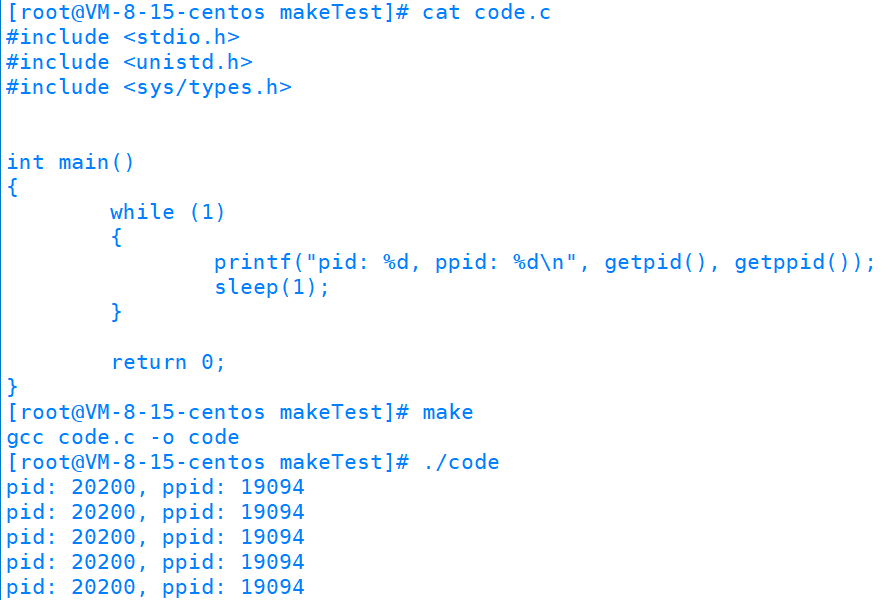 [root@VM-8-15-centos makeTest]# cat code.c
#include <stdio.h>
#include <unistd.h>
#include <sys/types.h>
int main()
{
        while (1)
        {
                printf("pid: %d, ppid: %d\n", getpid(), getppid());
                sleep(1);
        }
        return 0;
}
[root@VM-8-15-centos makeTest]# make
gcc code.c -o code
[root@VM-8-15-centos makeTest]# ./code
pid: 20200, ppid: 19094
pid: 20200, ppid: 19094
pid: 20200, ppid: 19094
pid: 20200, ppid: 19094
pid: 20200, ppid: 19094